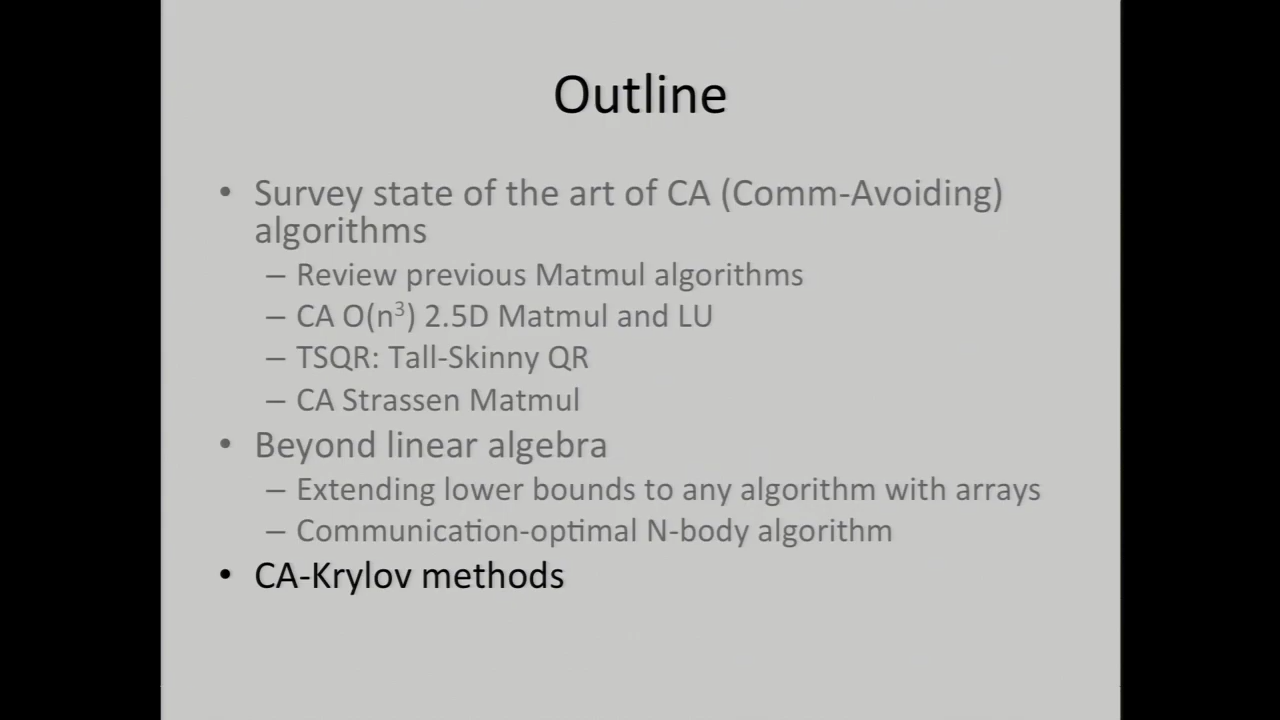 Outline
• Survey state of the art of CA (Comm-Avoiding)
algorithms
– Review previous Matmul algorithms
– CA O(n³) 2.5D Matmul and LU
– TSQR: Tall-Skinny QR
– CA Strassen Matmul
• Beyond linear algebra
– Extending lower bounds to any algorithm with arrays
– Communication-optimal N-body algorithm
• CA-Krylov methods